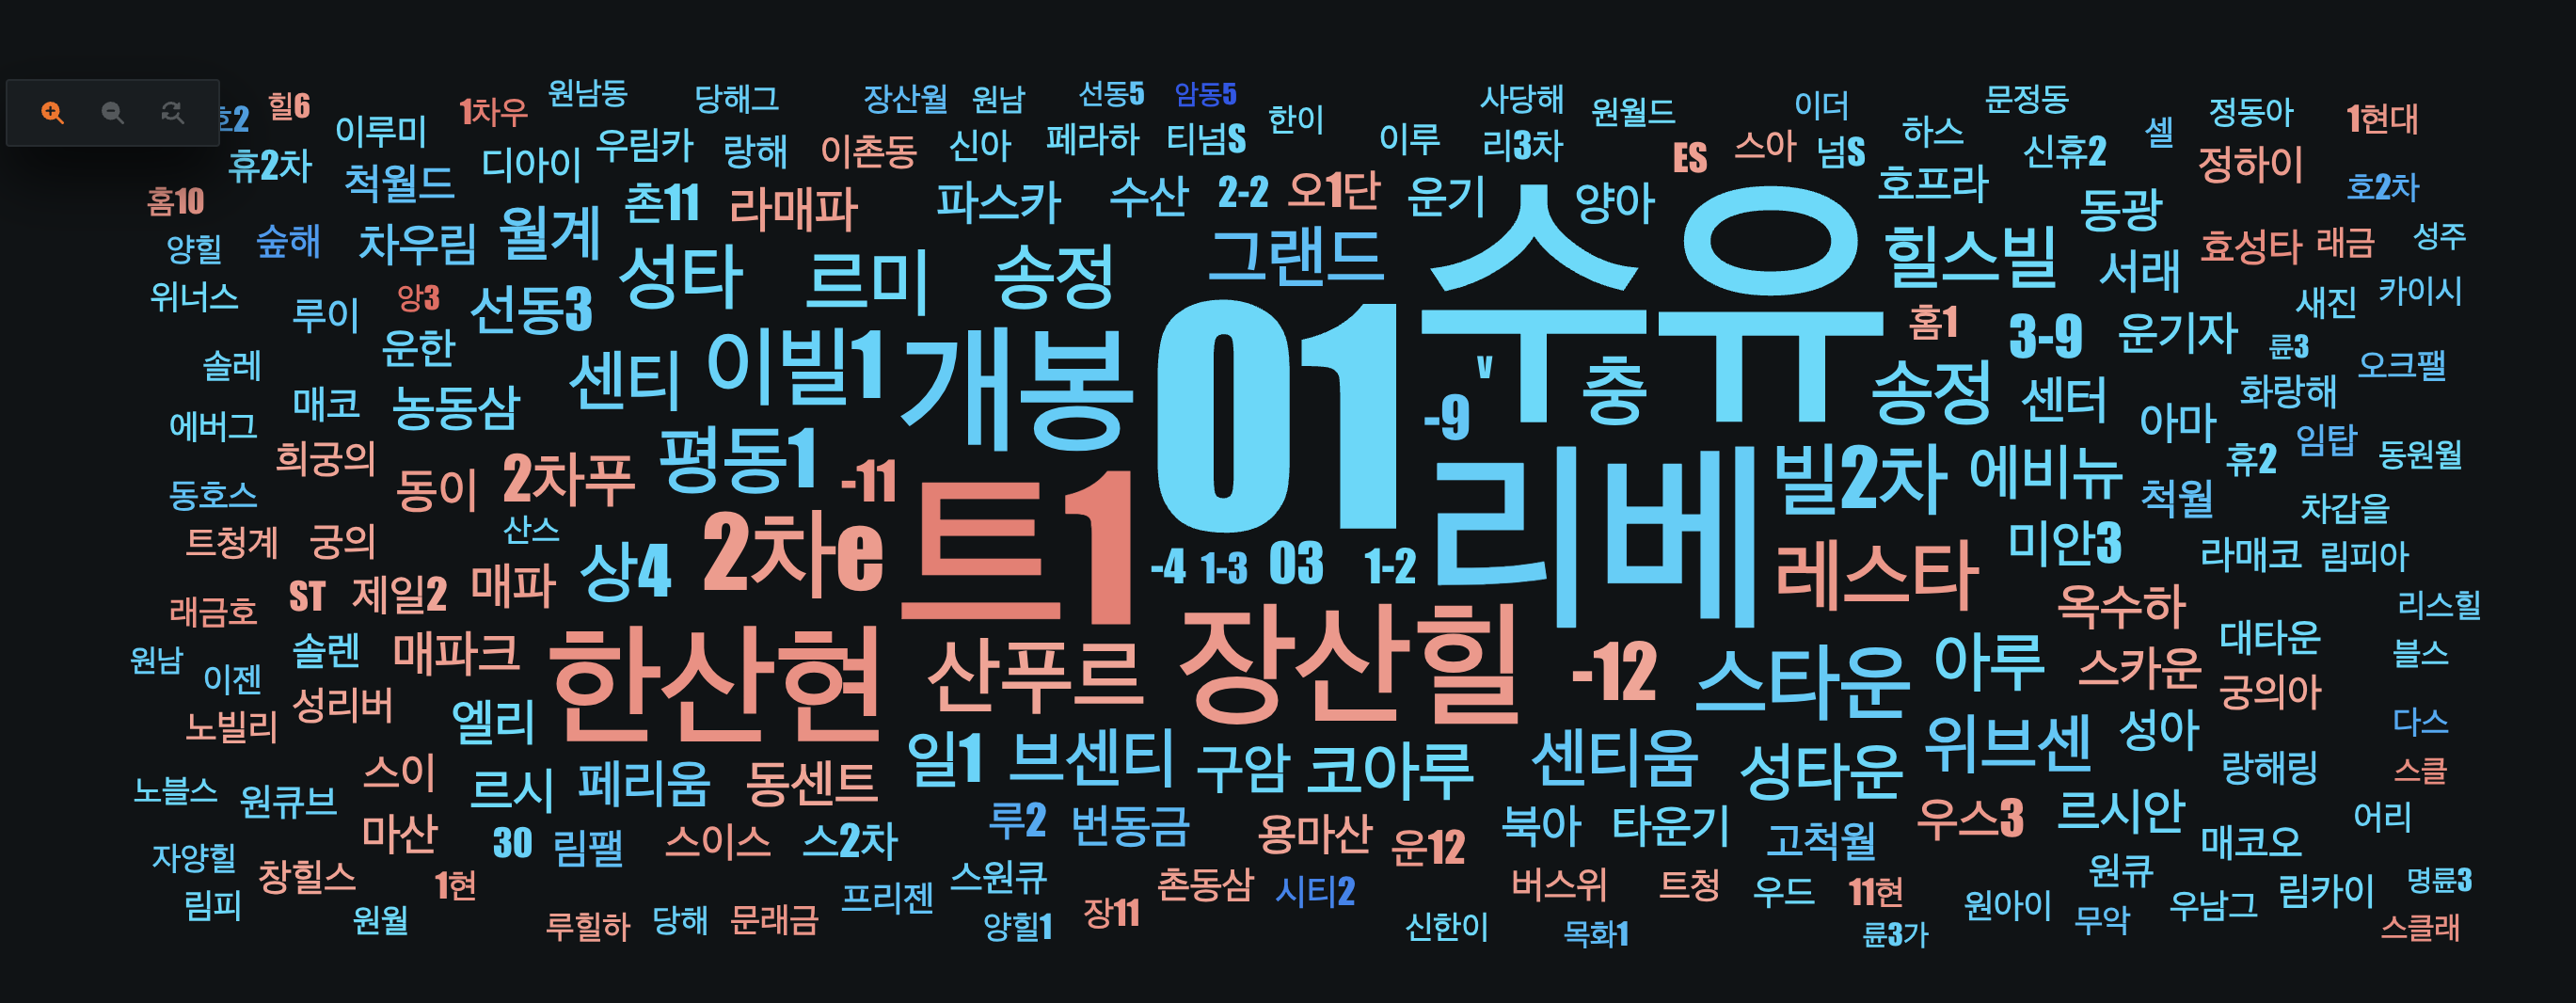 원남동 당해그 장산월 원남 선동5 암동5 한이 사당해 원월드 이더 문정동 정동아 1현대
호2 힐6 이루미 1차우 우림카 랑해 이촌동 신아 페라하 티넘S 이루 리3차 ES 스아 넘S 하스 신휴2 셀 정하이
휴2차 척월드 디아이 촌11 라매파 파스카 수산 2-2 오1단 운기 양아 호프라 동광 호2차
홈10 양힐 숲해 차우림 월계 성타 르미 송정 그랜드 수유 힐스빌 서래 효성타 래금 성주
위너스 루이 앙3 선동3 01 홈1 3-9 운기자 새진 카이시
솔레 운한 센티 이빌1 개봉 v 충 송정 센터 륜3 오크팰
에버그 매코 농동삼 평동1 -9 아마 화랑해
희궁의 동이 2차푸 -11 트1 리베 빌2차 에비뉴 휴2 임탑 동원월
동호스 산스 척월 차갑을
트청계 궁의 상4 2차e -4 1-3 03 1-2 레스타 미안3 라매코 림피아
래금호 ST 제일2 매파 옥수하 리스힐
원남 이젠 솔렌 매파크 한산현 산푸르 장산힐 -12 스타운 아루 스카운 대타운 블스
노빌리 성리버 엘리 위브센 성아 궁의아 다스
노블스 원큐브 스이 르시 페리움 동센트 일1 브센티 구암 코아루 센티움 성타운 랑해링 스클
마산 30 림팰 스이스 스2차 루2 번동금 용마산 운12 북아 타운기 고척월 우스3 르시안 매코오 어리
자양힐 창힐스 1현 프리젠 스원큐 촌동삼 시티2 버스위 트청 우드 11현 원큐 림카이 명륜3
림피 원월 루힐하 당해 문래금 양힐1 장11 신한이 목화1 륜3가 원아이 무악 우남그 스클래